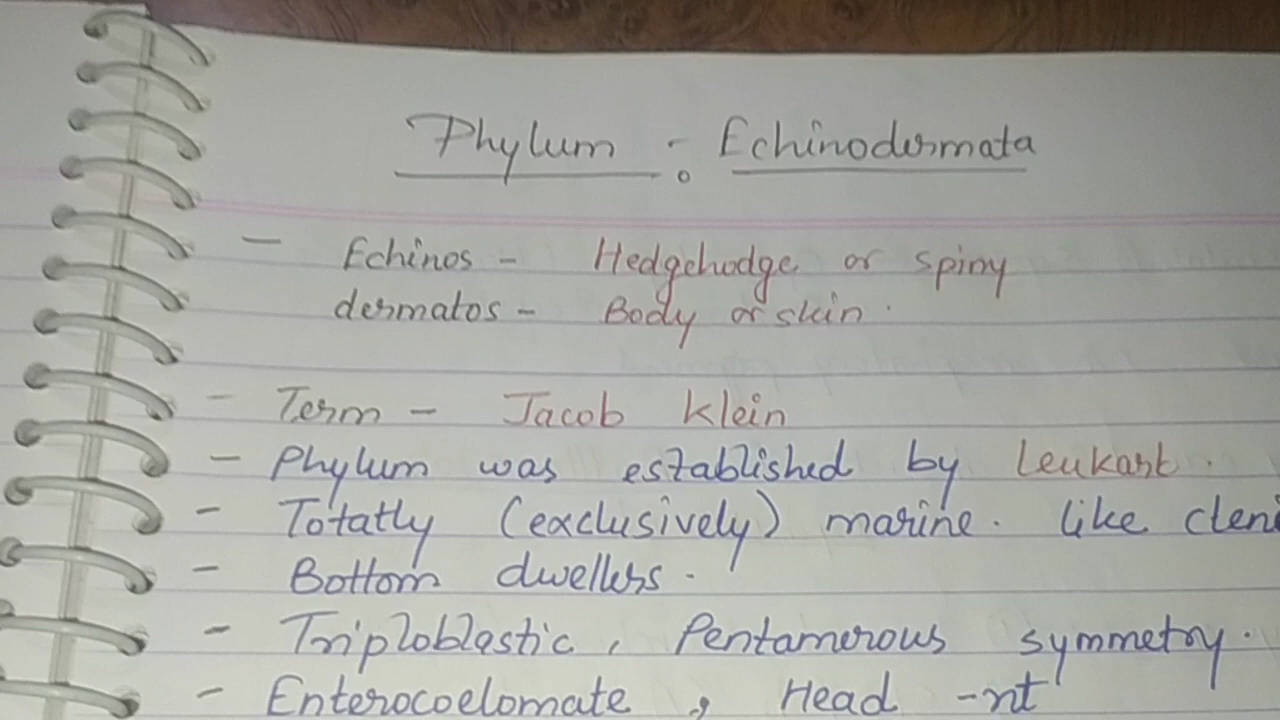 Phylum : Echinodermata
- Echinos - Hedgehodge or spiny
dermatos - Body or skin.
- Term - Jacob Klein
- Phylum was established by Leukart.
- Totatly (exclusively) marine. like cten
- Bottom dwellers.
- Triploblastic, Pentamerous symmetry.
- Enterocoelomate, Head -nt